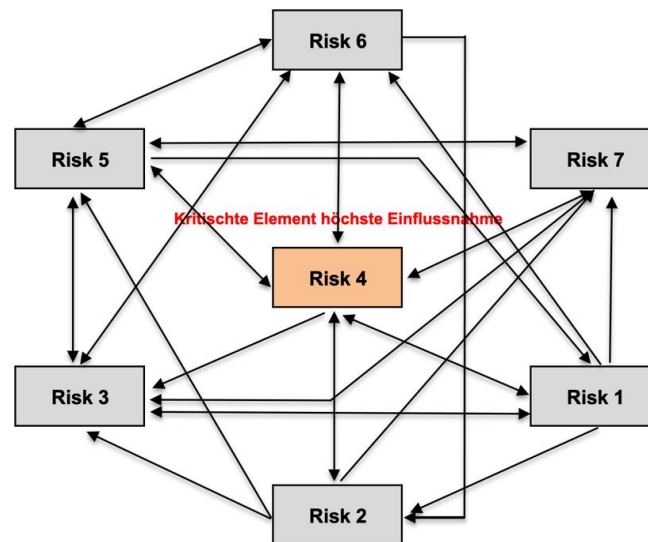 Risk 6
Risk 5
Risk 7
Kritischte Element höchste Einflussnahme
Risk 4
Risk 3
Risk 1
Risk 2